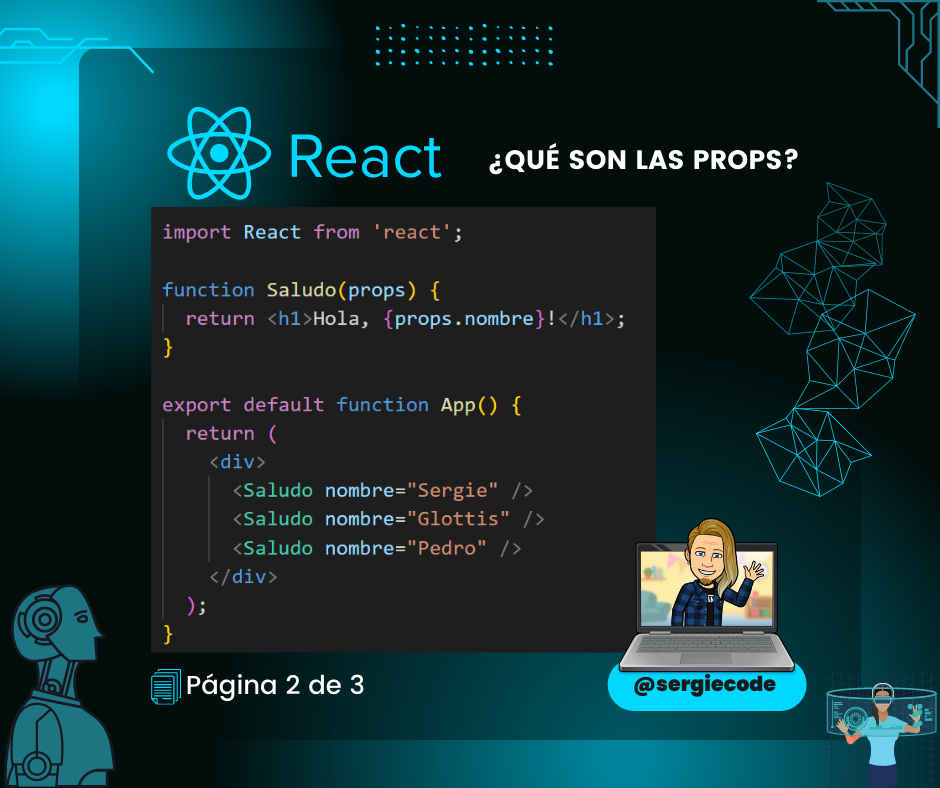 React
¿QUÉ SON LAS PROPS?
import React from 'react';
function Saludo(props) {
return <h1>Hola, {props.nombre}!</h1>;
}
export default function App() {
return (
<div>
<Saludo nombre="Sergie" />
<Saludo nombre="Glottis" />
<Saludo nombre="Pedro" />
</div>
);
}
Página 2 de 3
@sergiecode